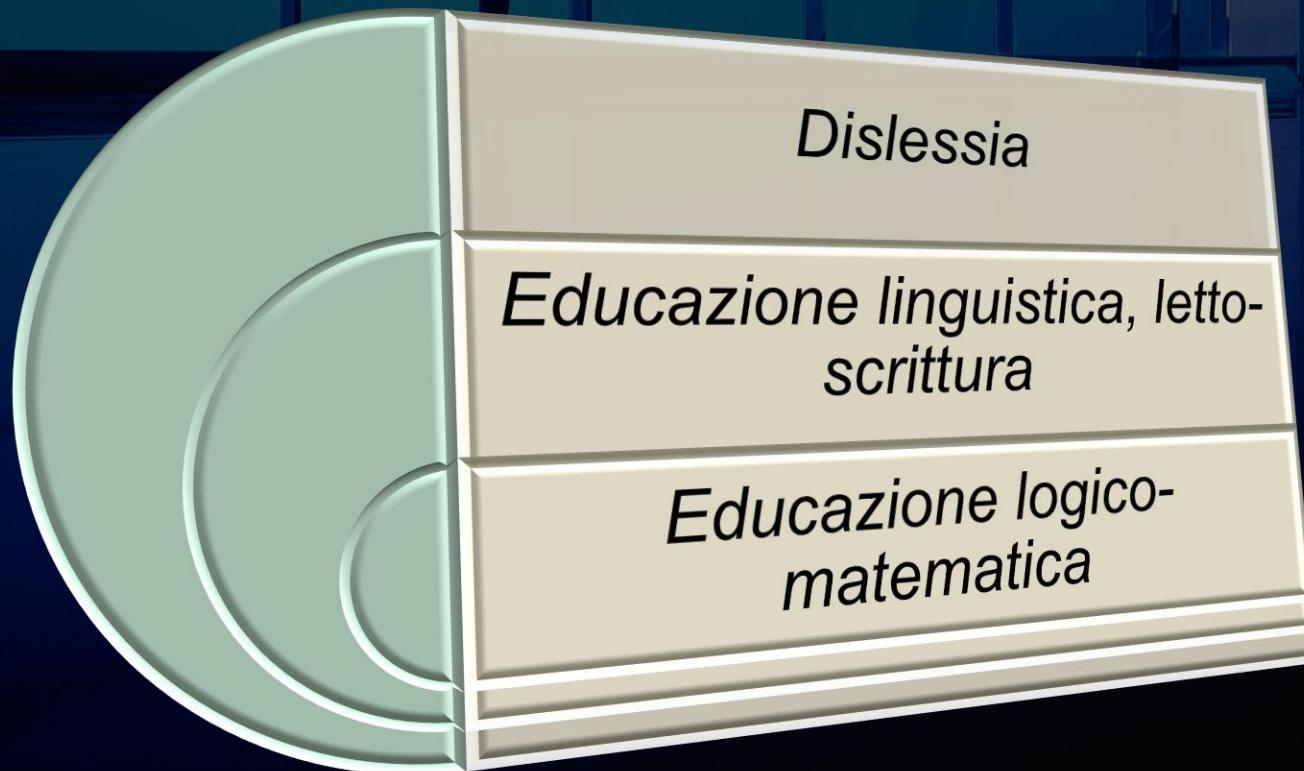 Dislessia
Educazione linguistica, letto-
scrittura
Educazione logico-
matematica